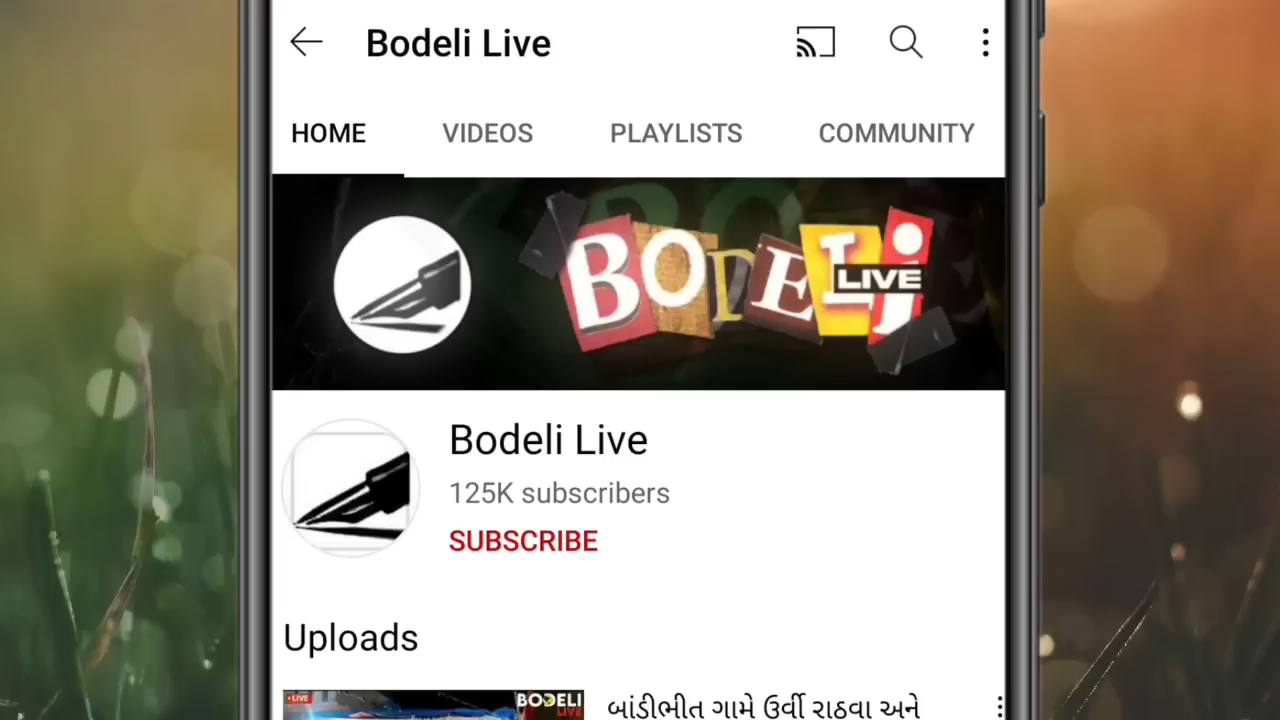 Bodeli Live
HOME VIDEOS PLAYLISTS COMMUNITY
BODELi
LIVE
Bodeli Live
125K subscribers
SUBSCRIBE
Uploads
LIVE
BODELI
LIVE
બાંડીભીત ગામે ઉર્વી રાઠવા અને